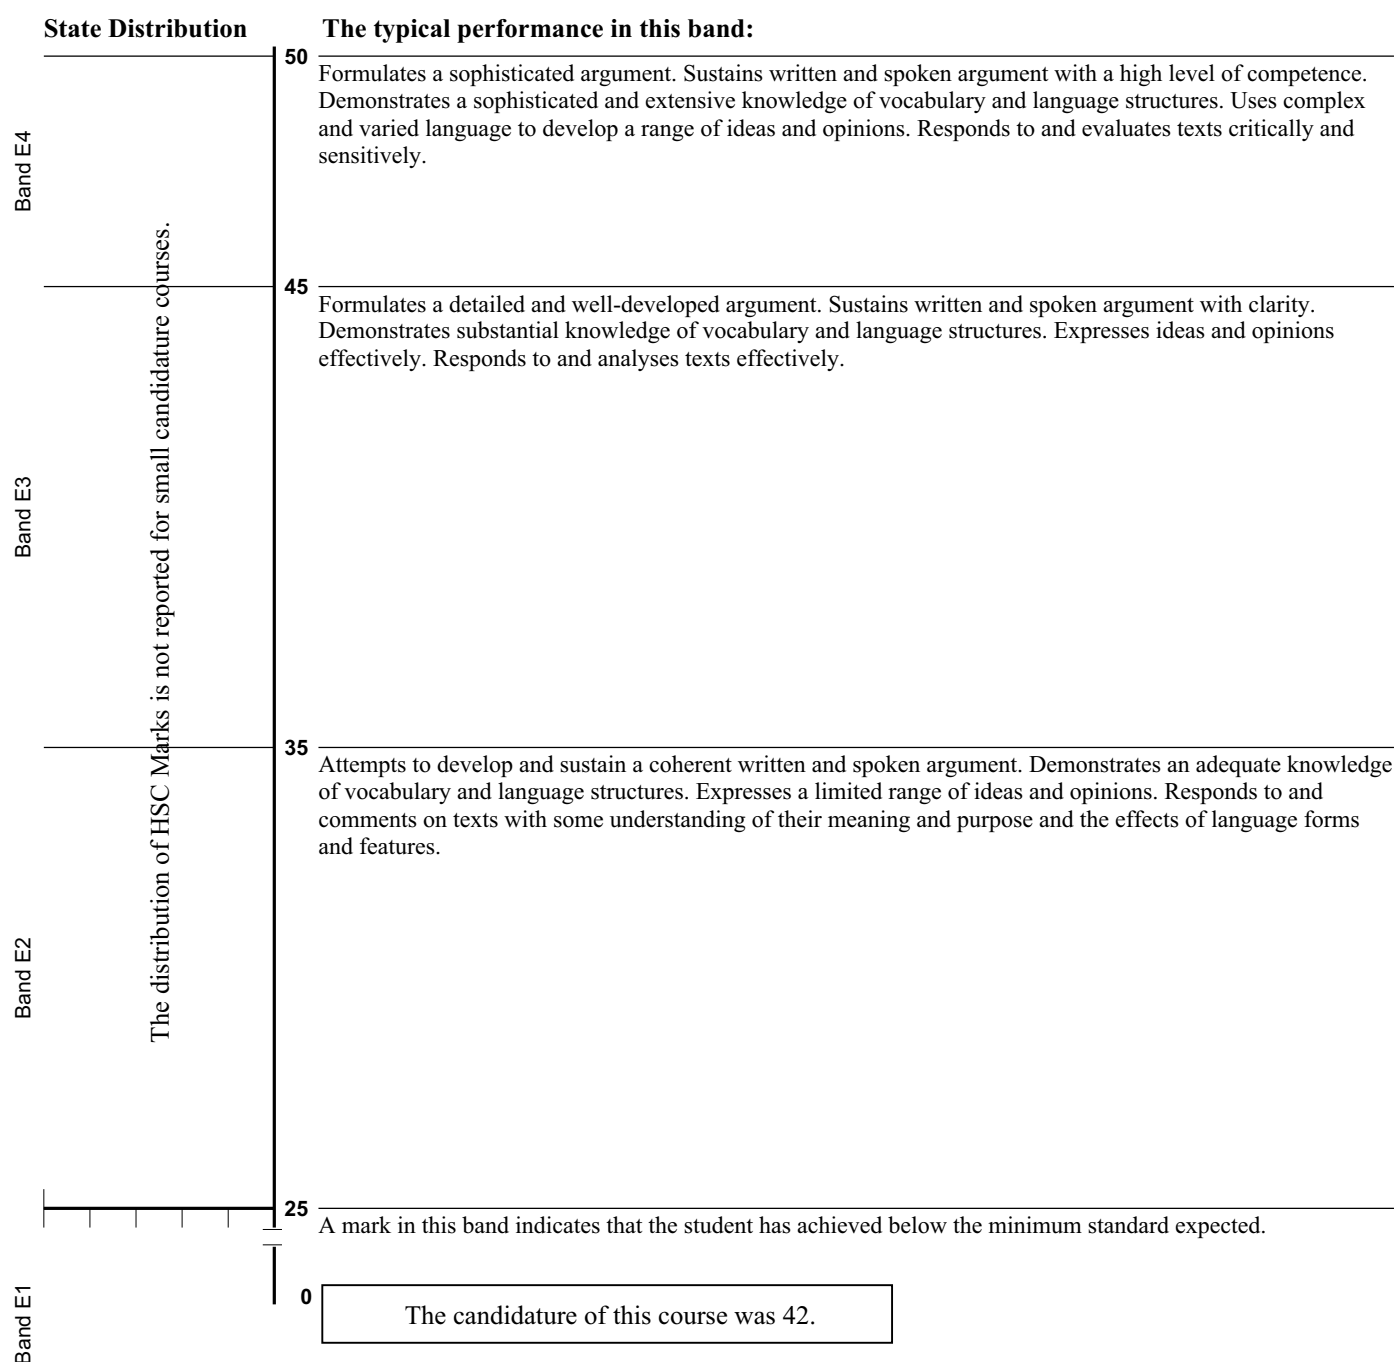 State Distribution
The typical performance in this band:
50
Formulates a sophisticated argument. Sustains written and spoken argument with a high level of competence.
Demonstrates a sophisticated and extensive knowledge of vocabulary and language structures. Uses complex
and varied language to develop a range of ideas and opinions. Responds to and evaluates texts critically and
sensitively.
Band E4
45
Formulates a detailed and well-developed argument. Sustains written and spoken argument with clarity.
Demonstrates substantial knowledge of vocabulary and language structures. Expresses ideas and opinions
effectively. Responds to and analyses texts effectively.
Band E3
The distribution of HSC Marks is not reported for small candidature courses.
35
Attempts to develop and sustain a coherent written and spoken argument. Demonstrates an adequate knowledge
of vocabulary and language structures. Expresses a limited range of ideas and opinions. Responds to and
comments on texts with some understanding of their meaning and purpose and the effects of language forms
and features.
Band E2
25
A mark in this band indicates that the student has achieved below the minimum standard expected.
0
Band E1
The candidature of this course was 42.